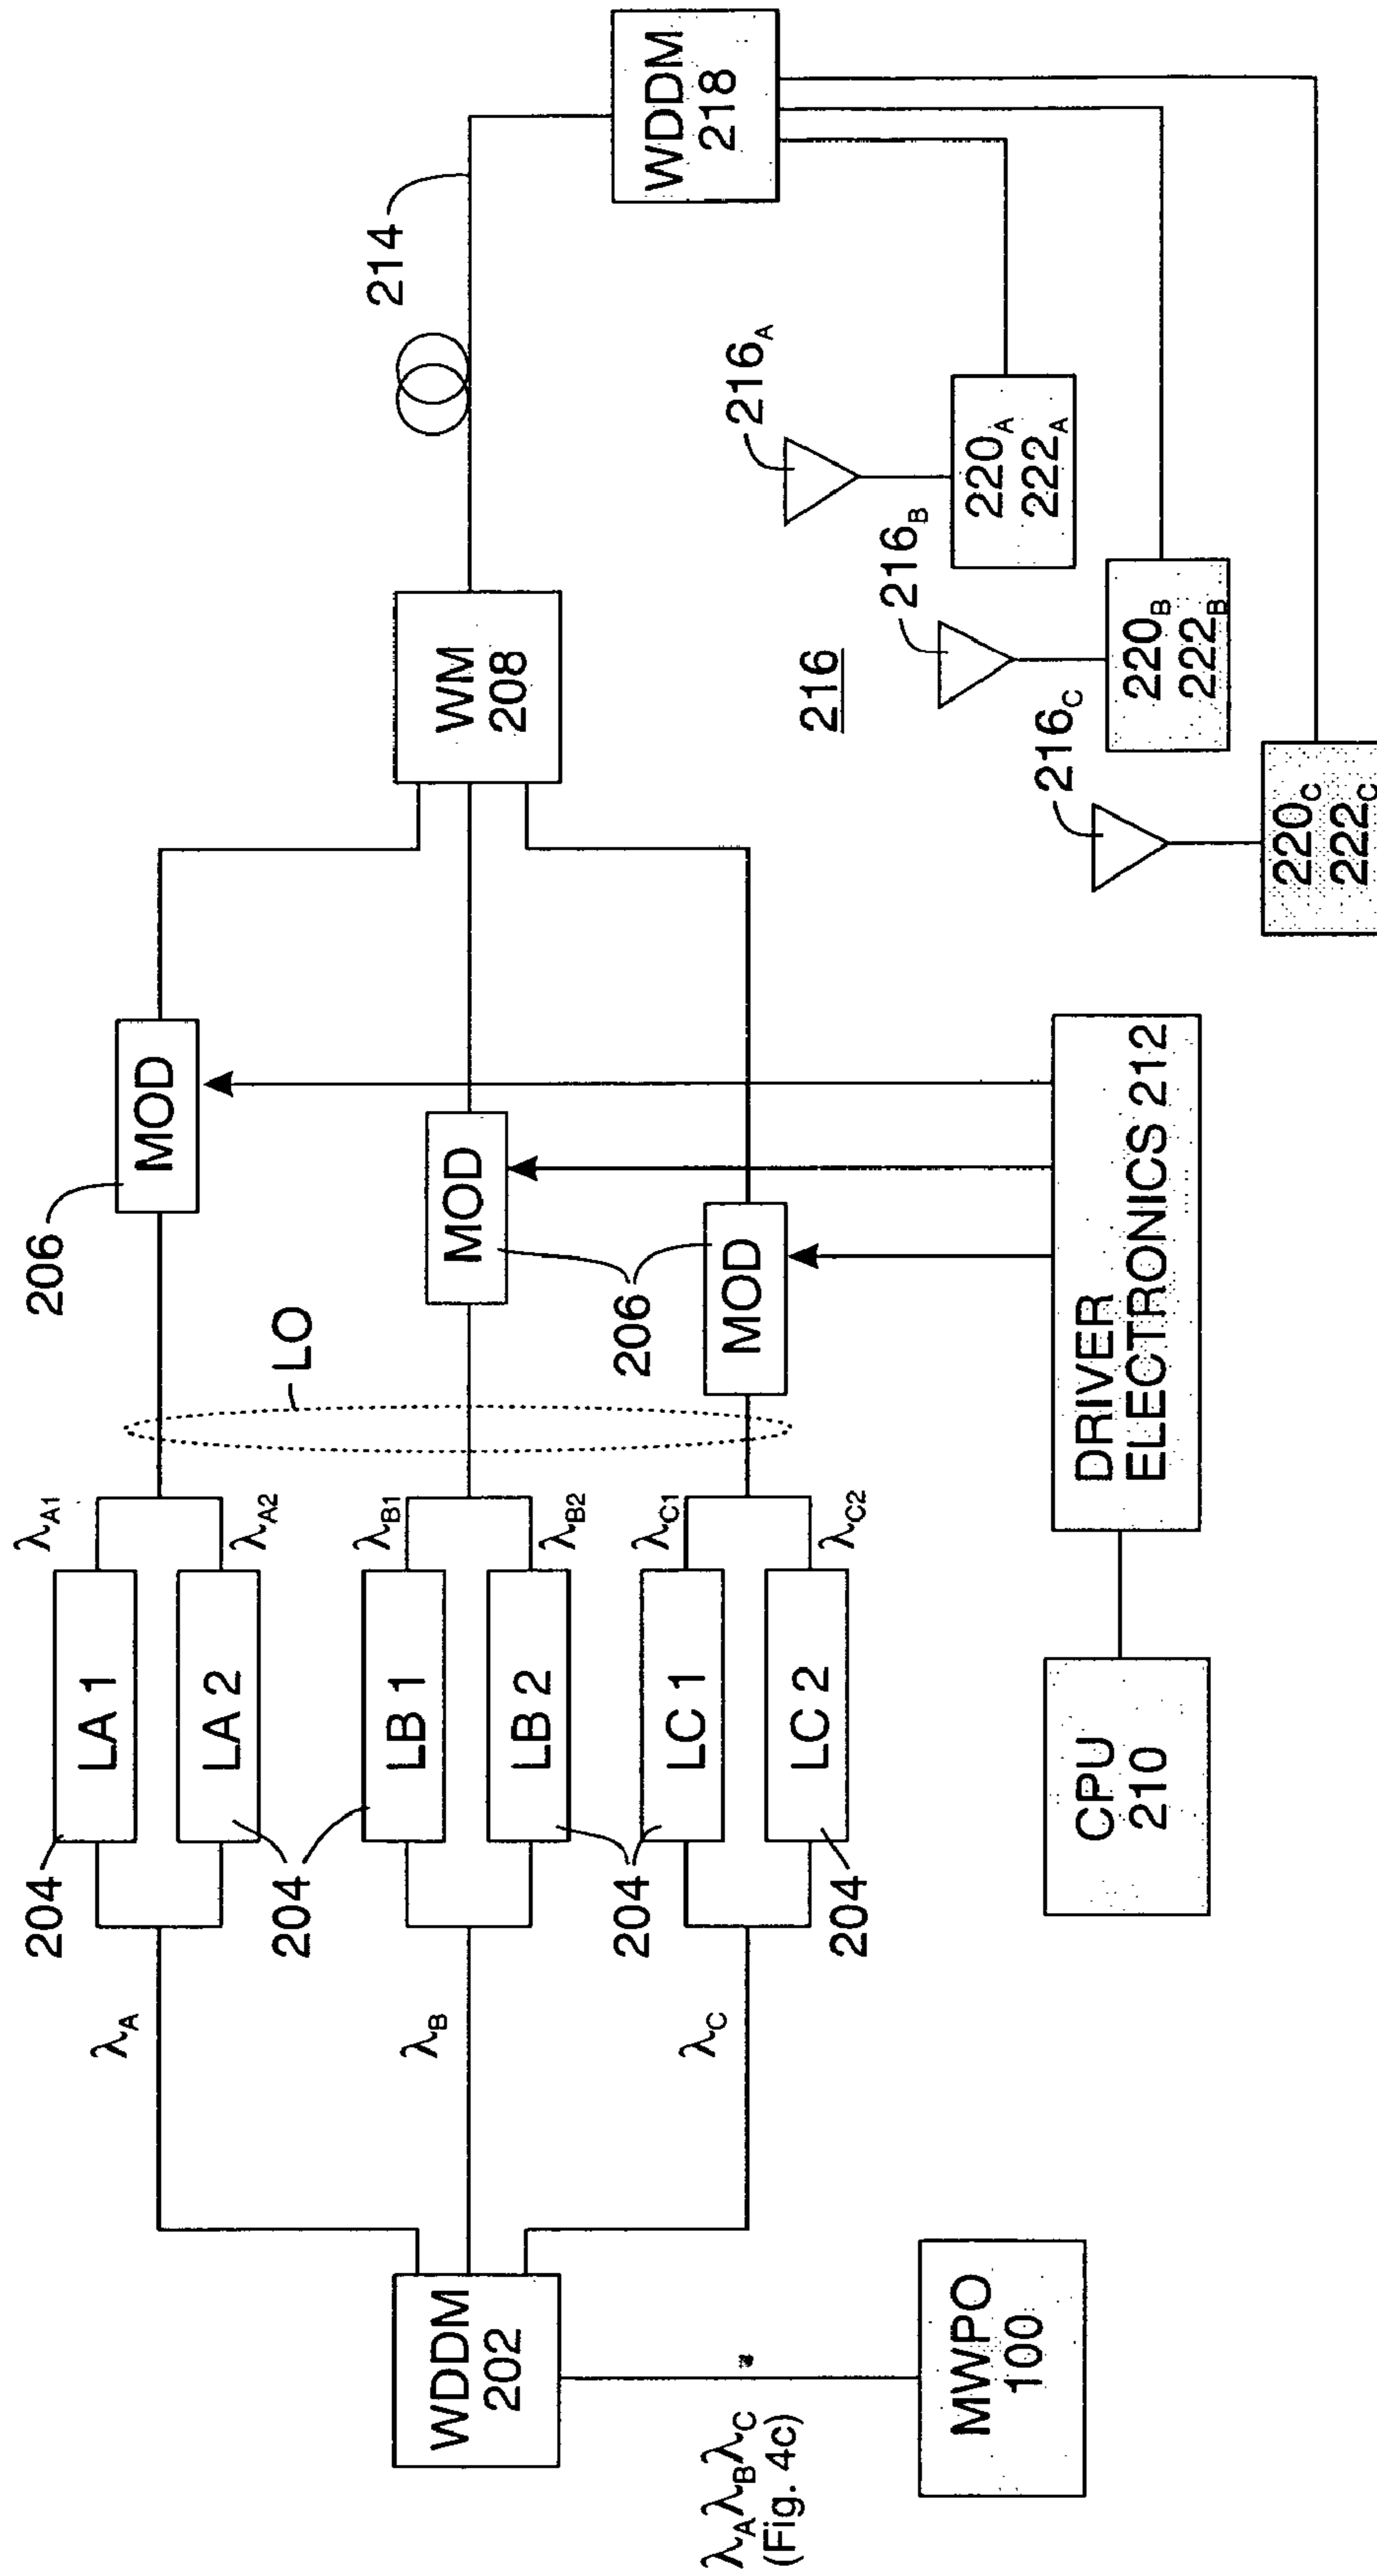 204
LA 1
λA1
206
MOD
λA
LA 2
λA2
204
LO
214
WDDM
202
λB
LB 1
λB1
MOD
WM
208
LB 2
λB2
WDDM
218
204
206
λC
LC 1
λC1
MOD
λAλBλC
(Fig. 4c)
LC 2
λC2
204
216A
216B
216
216C
MWPO
100
CPU
210
DRIVER
ELECTRONICS 212
220A
222A
220B
222B
220C
222C